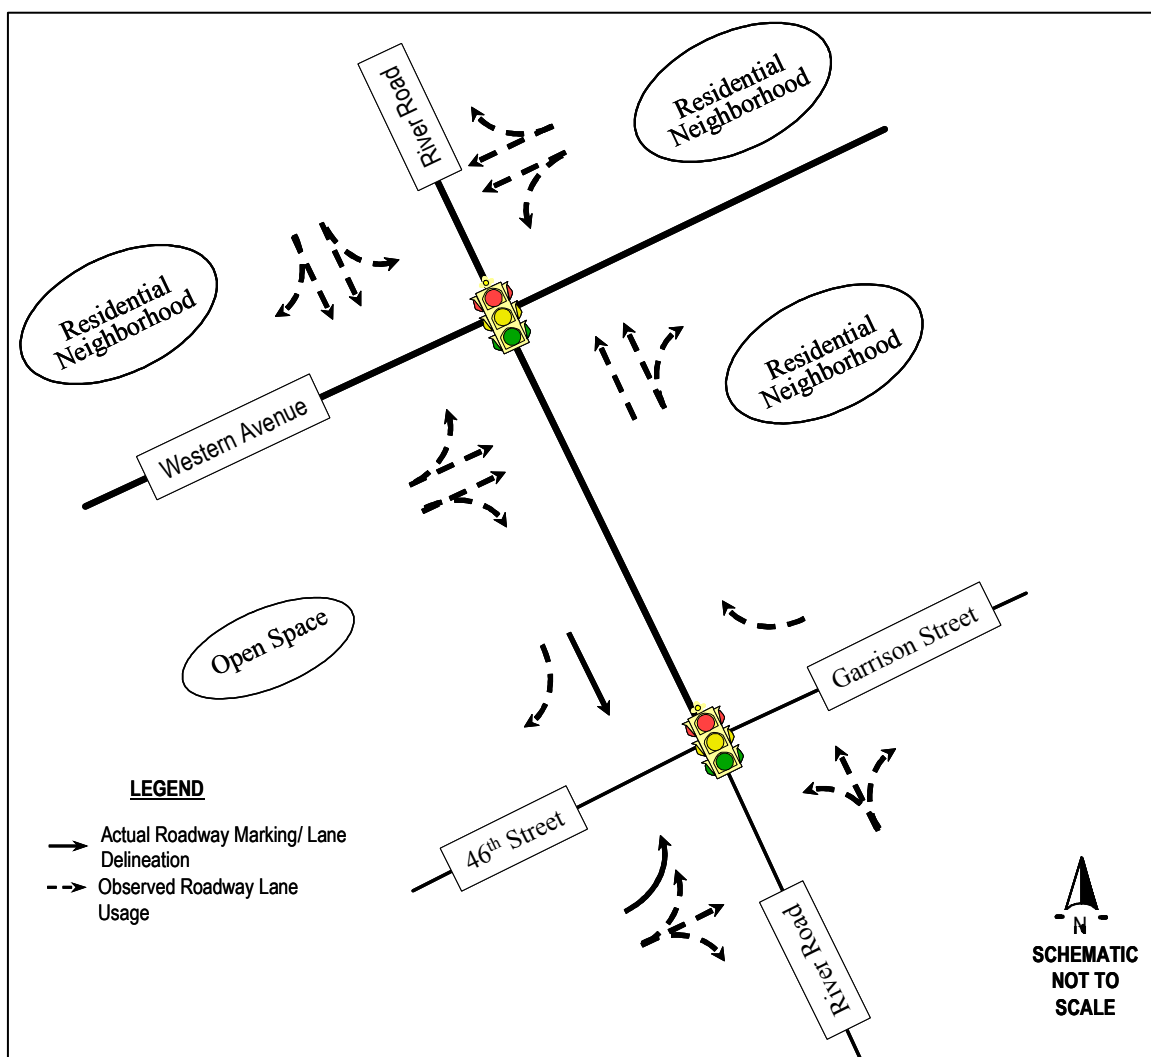 River Road
Residential
Neighborhood
Residential
Neighborhood
Residential
Neighborhood
Western Avenue
Open Space
Garrison Street
46th Street
River Road
LEGEND
Actual Roadway Marking/ Lane
Delineation
Observed Roadway Lane
Usage
N
SCHEMATIC
NOT TO
SCALE